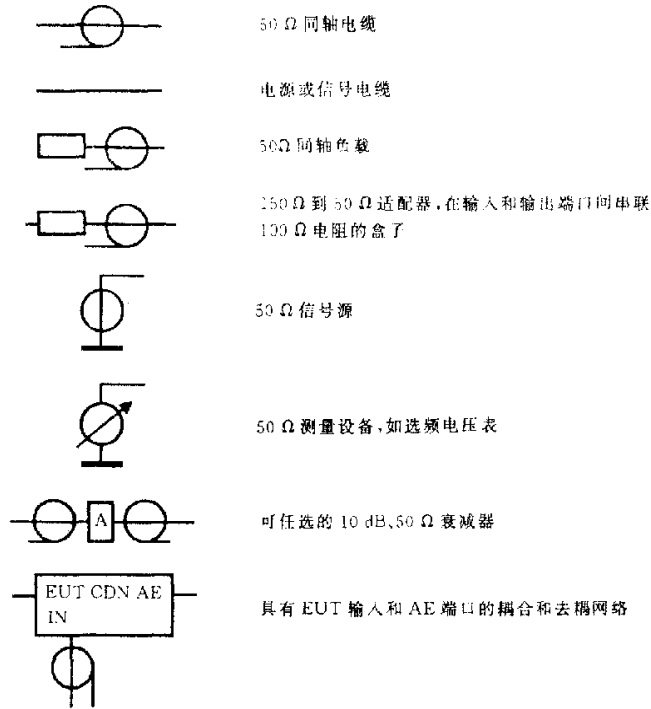 50 Ω 同轴电缆
电源或信号电缆
50Ω 同轴负载
150 Ω 到 50 Ω 适配器,在输入和输出端口间串联
100 Ω 电阻的盒子
50 Ω 信号源
50 Ω 测量设备,如选频电压表
A
可任选的 10 dB、50 Ω 衰减器
EUT CDN AE
IN
具有 EUT 输入和 AE 端口的耦合和去耦网络